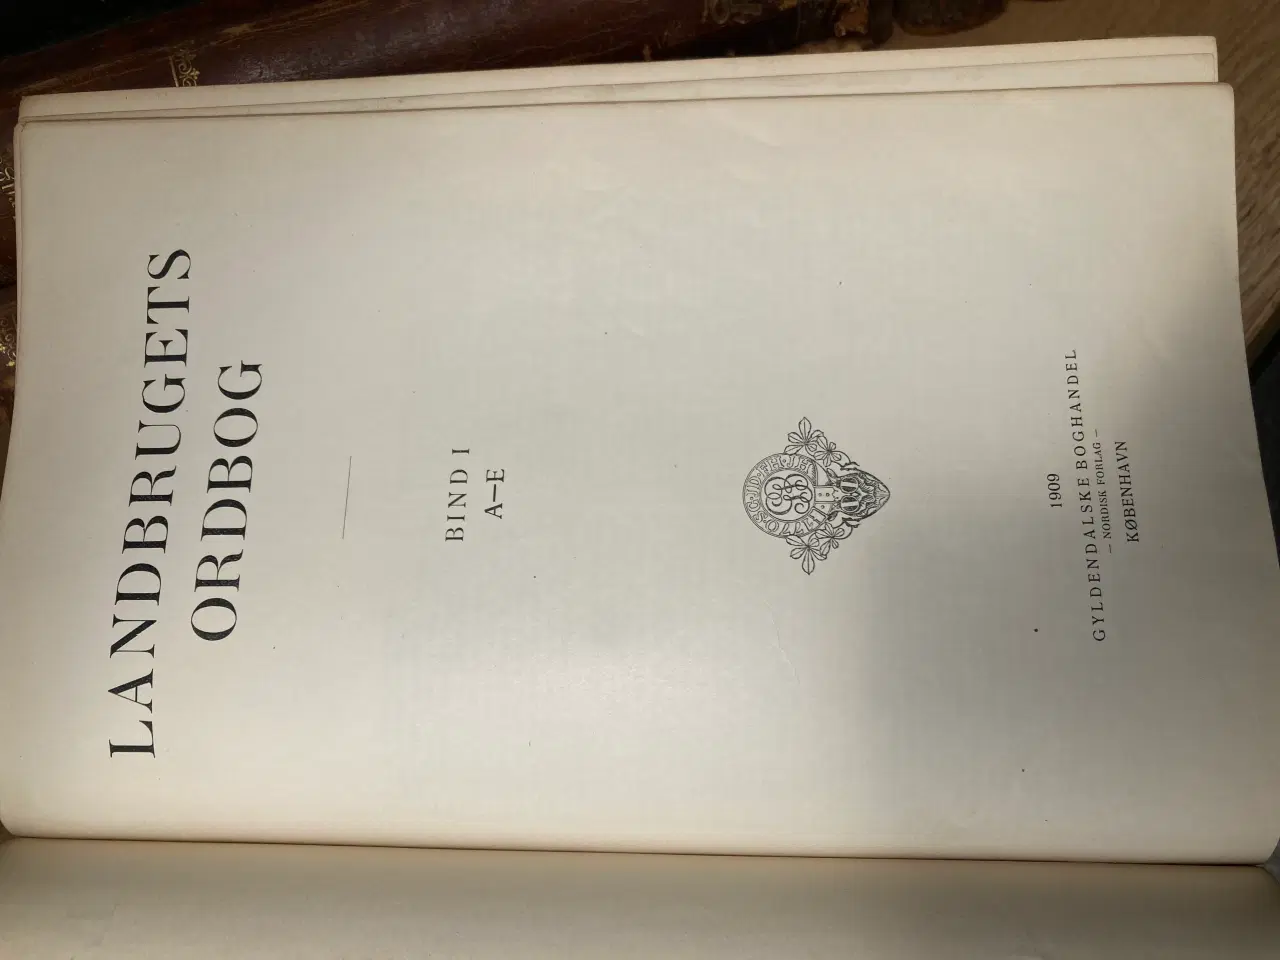 LANDBRUGETS
ORDBOG
BIND I
A—E
1909
GYLDENDALSKE BOGHANDEL
— NORDISK FORLAG —
KØBENHAVN